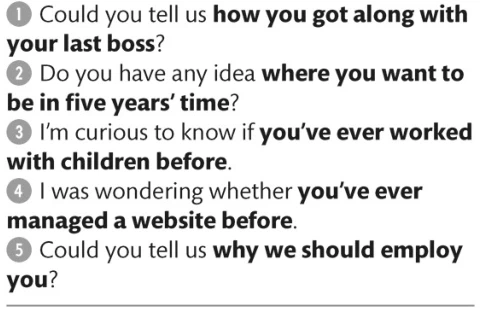 1 Could you tell us how you got along with
your last boss?
2 Do you have any idea where you want to
be in five years’ time?
3 I’m curious to know if you’ve ever worked
with children before.
4 I was wondering whether you’ve ever
managed a website before.
5 Could you tell us why we should employ
you?